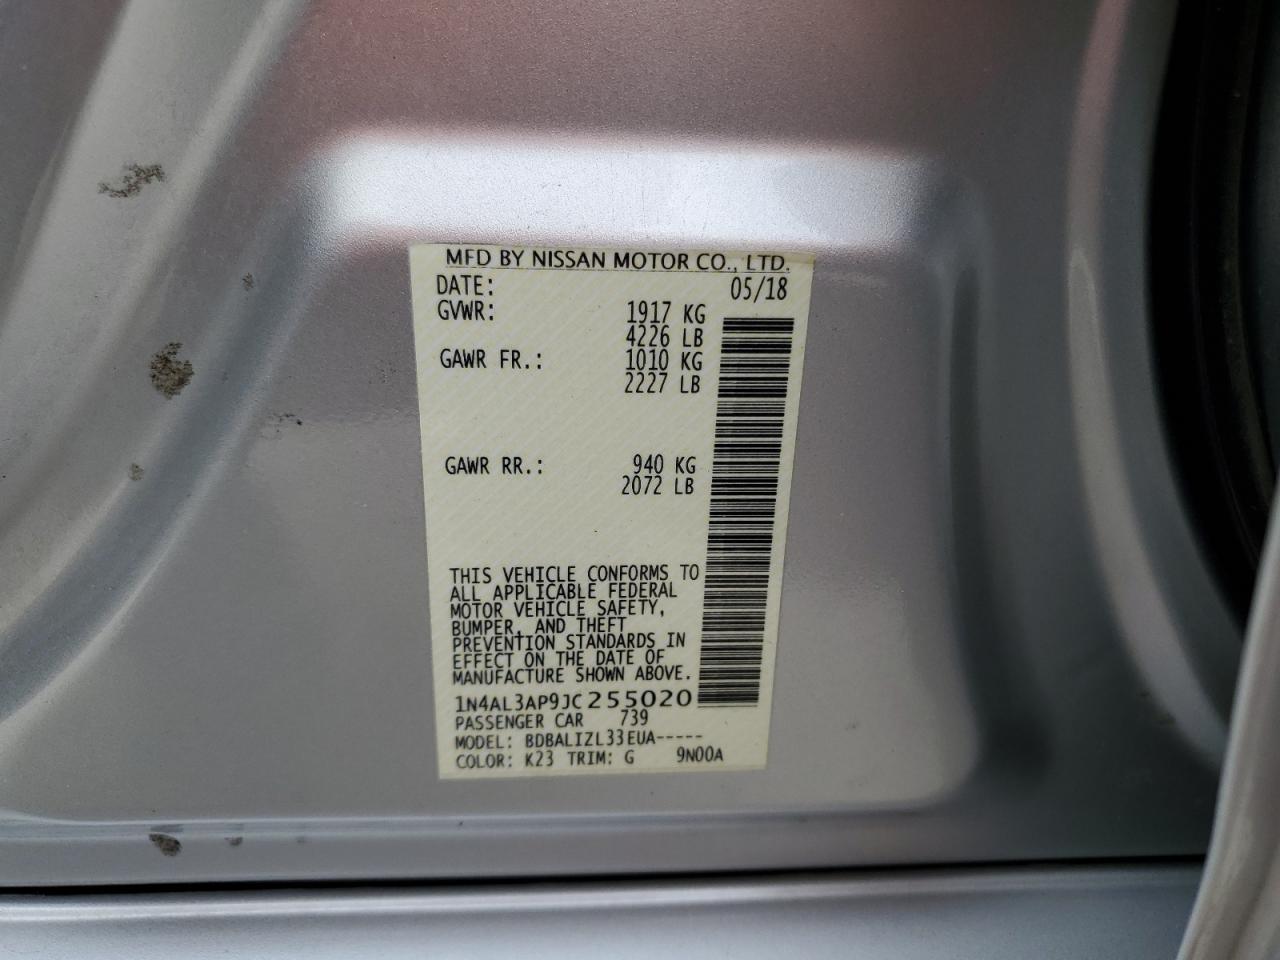 MFD BY NISSAN MOTOR CO., LTD.
DATE: 05/18
GVWR: 1917 KG
4226 LB
GAWR FR.: 1010 KG
2227 LB
GAWR RR.: 940 KG
2072 LB
THIS VEHICLE CONFORMS TO
ALL APPLICABLE FEDERAL
MOTOR VEHICLE SAFETY,
BUMPER, AND THEFT
PREVENTION STANDARDS IN
EFFECT ON THE DATE OF
MANUFACTURE SHOWN ABOVE.
1N4AL3AP9JC255020
PASSENGER CAR 739
MODEL: BDBALIZL33EUA-----
COLOR: K23 TRIM: G 9N00A